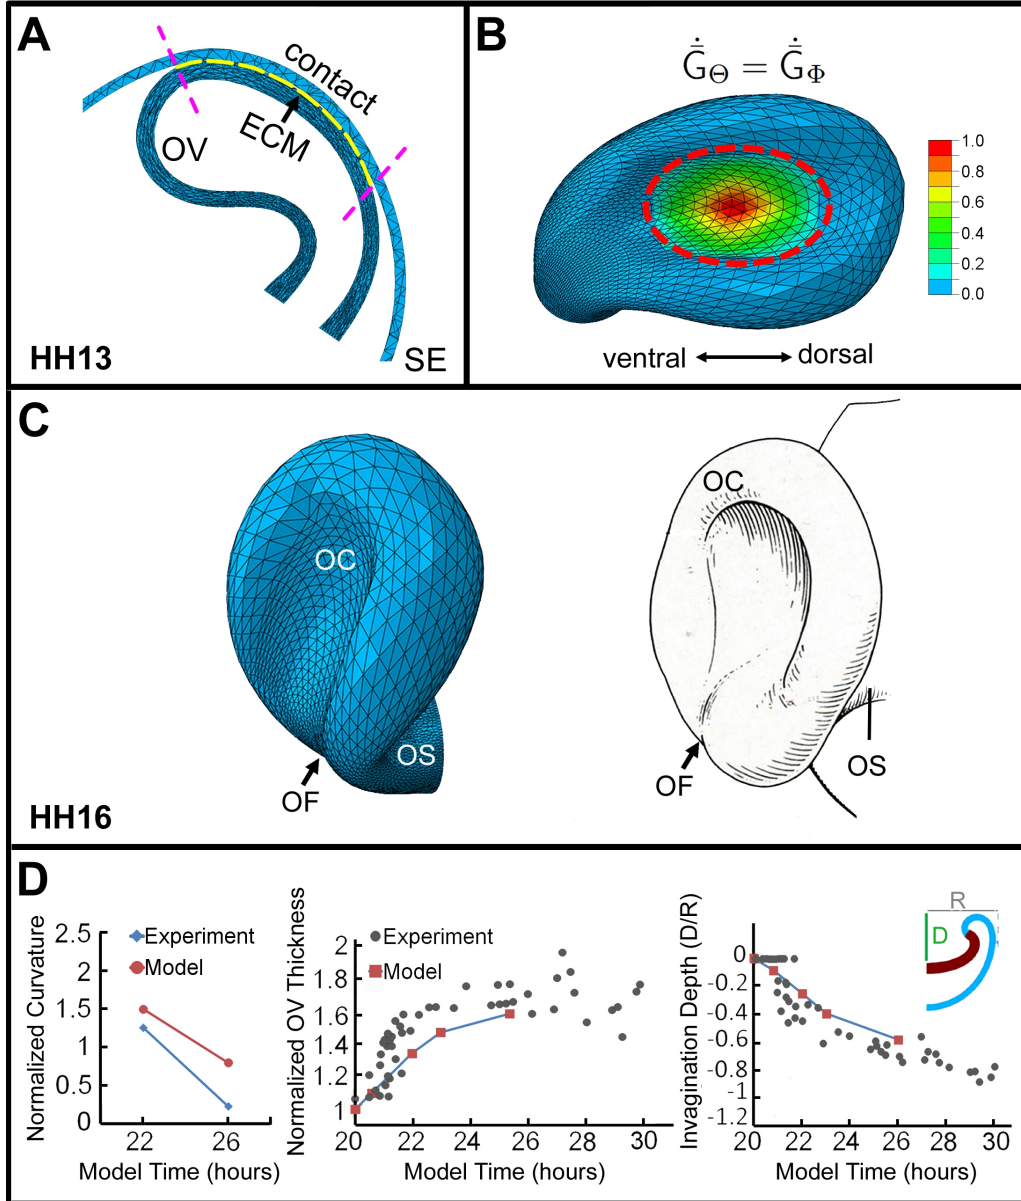 A
contact
ECM
OV
SE
HH13
B
Ġ̄Θ = Ġ̄Φ
1.0
0.8
0.6
0.4
0.2
0.0
ventral
dorsal
C
OC
OS
OF
HH16
OC
OF
OS
D
Normalized Curvature
2.5
2
1.5
1
0.5
0
22
26
Model Time (hours)
Experiment
Model
Normalized OV Thickness
2
1.8
1.6
1.4
1.2
1
20
22
24
26
28
30
Model Time (hours)
Experiment
Model
Invagination Depth (D/R)
0
-0.2
-0.4
-0.6
-0.8
-1
-1.2
20
22
24
26
28
30
Model Time (hours)
R
D